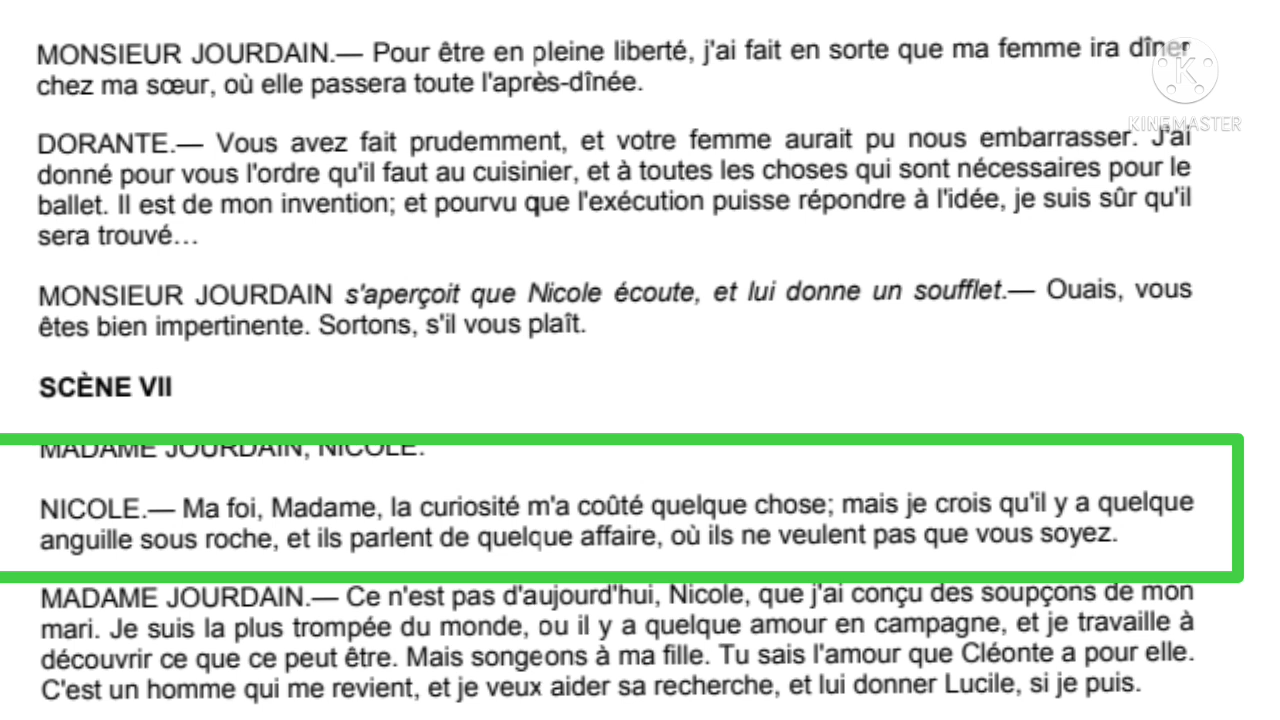 MONSIEUR JOURDAIN.— Pour être en pleine liberté, j'ai fait en sorte que ma femme ira dîner
chez ma sœur, où elle passera toute l'après-dînée.
KINEMASTER
DORANTE.— Vous avez fait prudemment, et votre femme aurait pu nous embarrasser. J'ai
donné pour vous l'ordre qu'il faut au cuisinier, et à toutes les choses qui sont nécessaires pour le
ballet. Il est de mon invention; et pourvu que l'exécution puisse répondre à l'idée, je suis sûr qu'il
sera trouvé…
MONSIEUR JOURDAIN s'aperçoit que Nicole écoute, et lui donne un soufflet.— Ouais, vous
êtes bien impertinente. Sortons, s'il vous plaît.
SCÈNE VII
MADAME JOURDAIN, NICOLE.
NICOLE.— Ma foi, Madame, la curiosité m'a coûté quelque chose; mais je crois qu'il y a quelque
anguille sous roche, et ils parlent de quelque affaire, où ils ne veulent pas que vous soyez.
MADAME JOURDAIN.— Ce n'est pas d'aujourd'hui, Nicole, que j'ai conçu des soupçons de mon
mari. Je suis la plus trompée du monde, ou il y a quelque amour en campagne, et je travaille à
découvrir ce que ce peut être. Mais songeons à ma fille. Tu sais l'amour que Cléonte a pour elle.
C'est un homme qui me revient, et je veux aider sa recherche, et lui donner Lucile, si je puis.